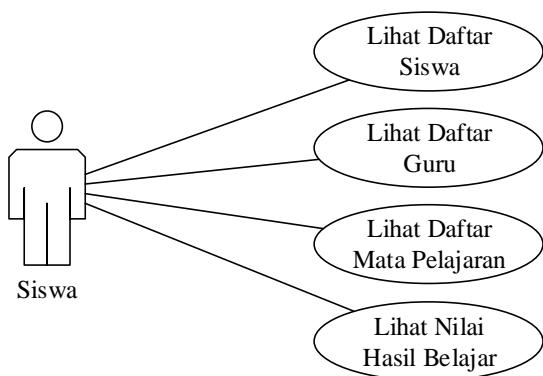 Lihat Daftar
Siswa
Lihat Daftar
Guru
Lihat Daftar
Mata Pelajaran
Siswa
Lihat Nilai
Hasil Belajar